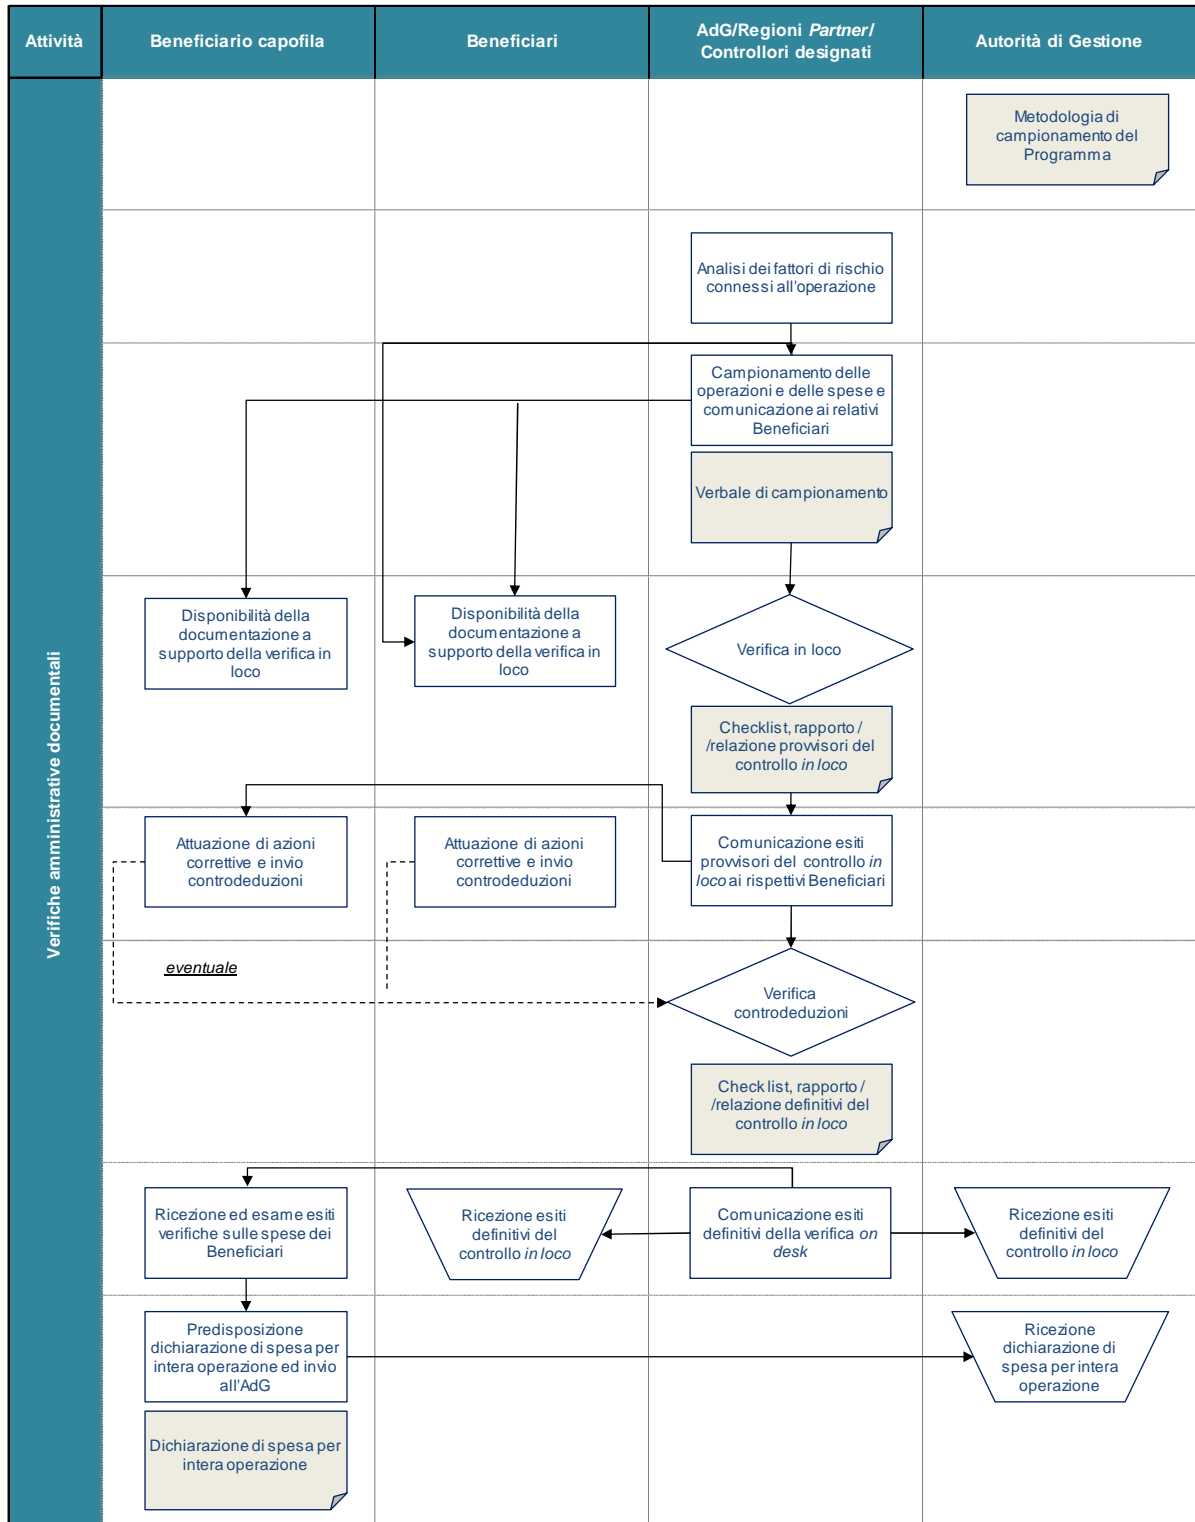 Attività
Beneficiario capofila
Beneficiari
AdG/Regioni Partner/
Controllori designati
Autorità di Gestione
Verifiche amministrative documentali
Metodologia di
campionamento del
Programma
Analisi dei fattori di rischio
connessi all'operazione
Campionamento delle
operazioni e delle spese e
comunicazione ai relativi
Beneficiari
Verbale di campionamento
Disponibilità della
documentazione a
supporto della verifica in
loco
Disponibilità della
documentazione a
supporto della verifica in
loco
Verifica in loco
Checklist, rapporto /
/relazione provvisori del
controllo in loco
Attuazione di azioni
correttive e invio
controdeduzioni
Attuazione di azioni
correttive e invio
controdeduzioni
Comunicazione esiti
provvisori del controllo in
loco ai rispettivi Beneficiari
eventuale
Verifica
controdeduzioni
Check list, rapporto /
/relazione definitivi del
controllo in loco
Ricezione ed esame esiti
verifiche sulle spese dei
Beneficiari
Ricezione esiti
definitivi del
controllo in loco
Comunicazione esiti
definitivi della verifica on
desk
Ricezione esiti
definitivi del
controllo in loco
Predisposizione
dichiarazione di spesa per
intera operazione ed invio
all'AdG
Ricezione
dichiarazione di
spesa per intera
operazione
Dichiarazione di spesa per
intera operazione